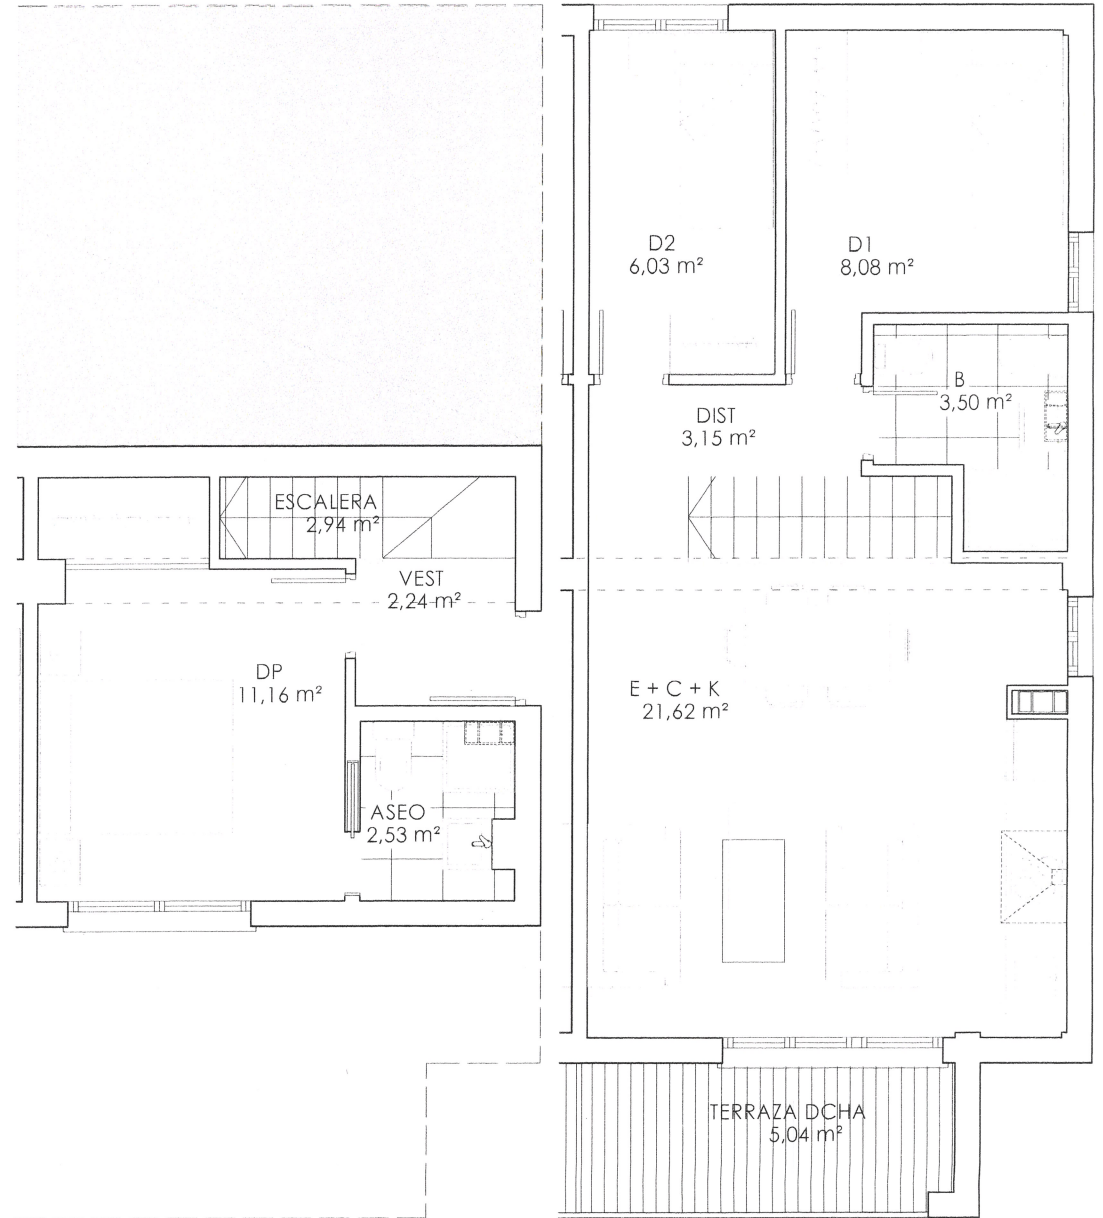 D2
6,03 m²
D1
8,08 m²
B
3,50 m²
DIST
3,15 m²
ESCALERA
2,94 m²
VEST
2,24 m²
DP
11,16 m²
E + C + K
21,62 m²
ASEO
2,53 m²
TERRAZA DCHA
5,04 m²